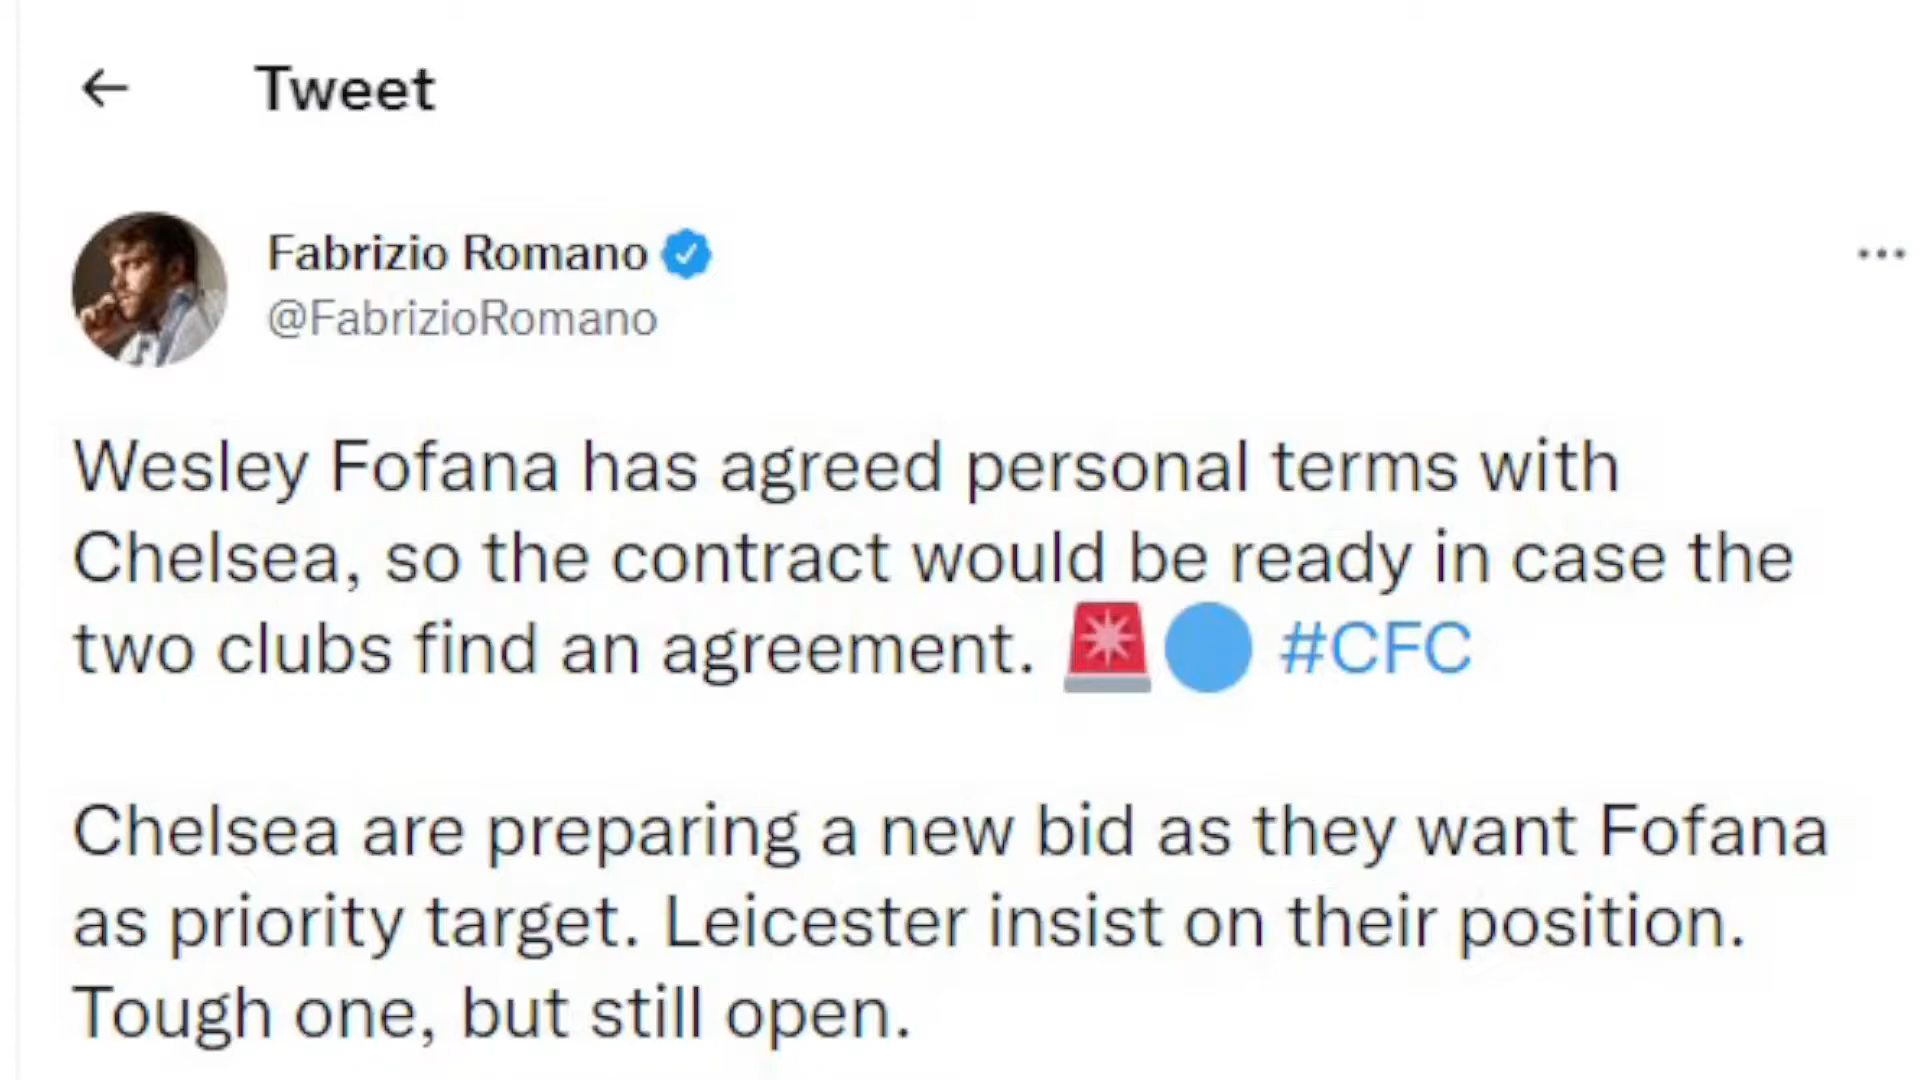 Tweet
Fabrizio Romano
@FabrizioRomano
Wesley Fofana has agreed personal terms with
Chelsea, so the contract would be ready in case the
two clubs find an agreement. 🚨🔵 #CFC
Chelsea are preparing a new bid as they want Fofana
as priority target. Leicester insist on their position.
Tough one, but still open.